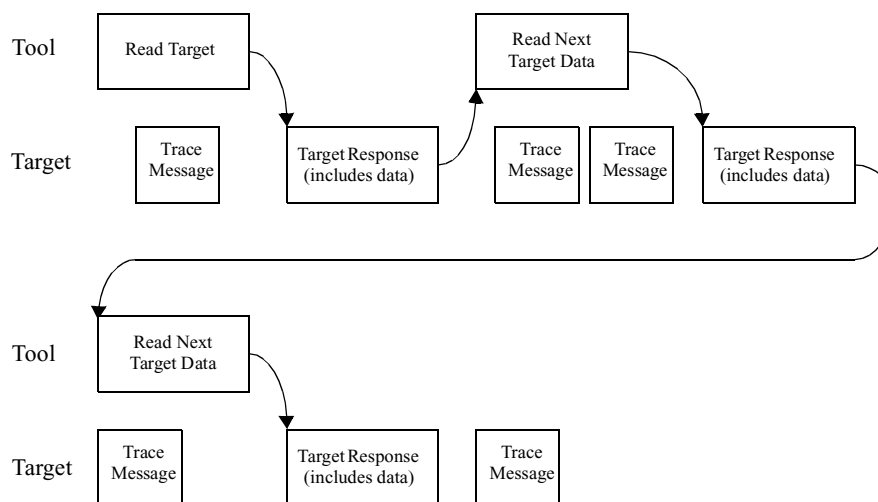 Tool
Read Target
Read Next
Target Data
Target
Trace
Message
Target Response
(includes data)
Trace
Message
Trace
Message
Target Response
(includes data)
Tool
Read Next
Target Data
Target
Trace
Message
Target Response
(includes data)
Trace
Message